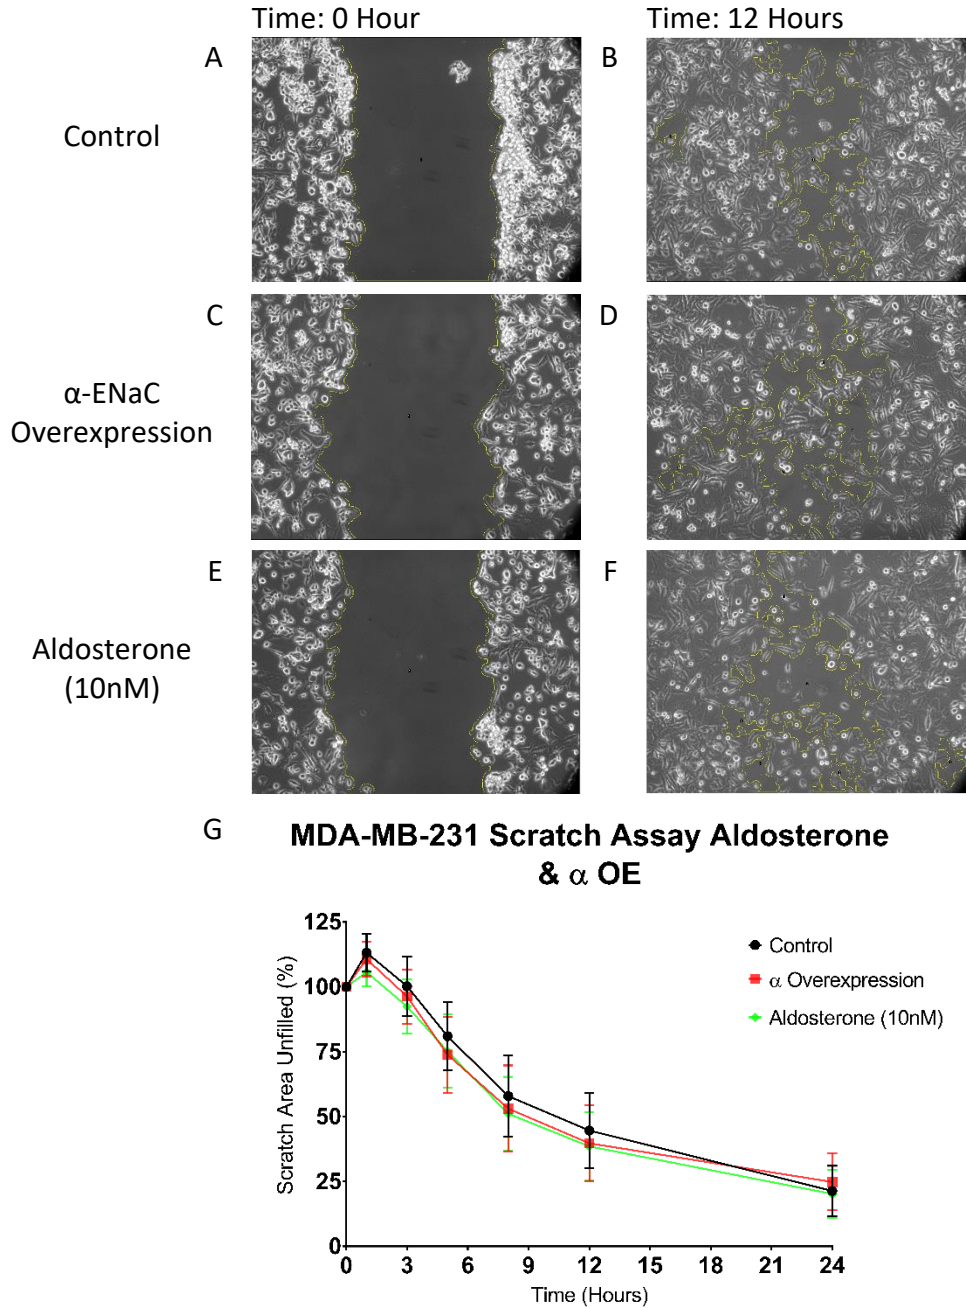 Time: 0 Hour
Time: 12 Hours
A
B
Control
C
D
α-ENaC
Overexpression
E
F
Aldosterone
(10nM)
G
MDA-MB-231 Scratch Assay Aldosterone
& α OE
Scratch Area Unfilled (%)
125
100
75
50
25
0
Control
α Overexpression
Aldosterone (10nM)
0 3 6 9 12 15 18 21 24
Time (Hours)